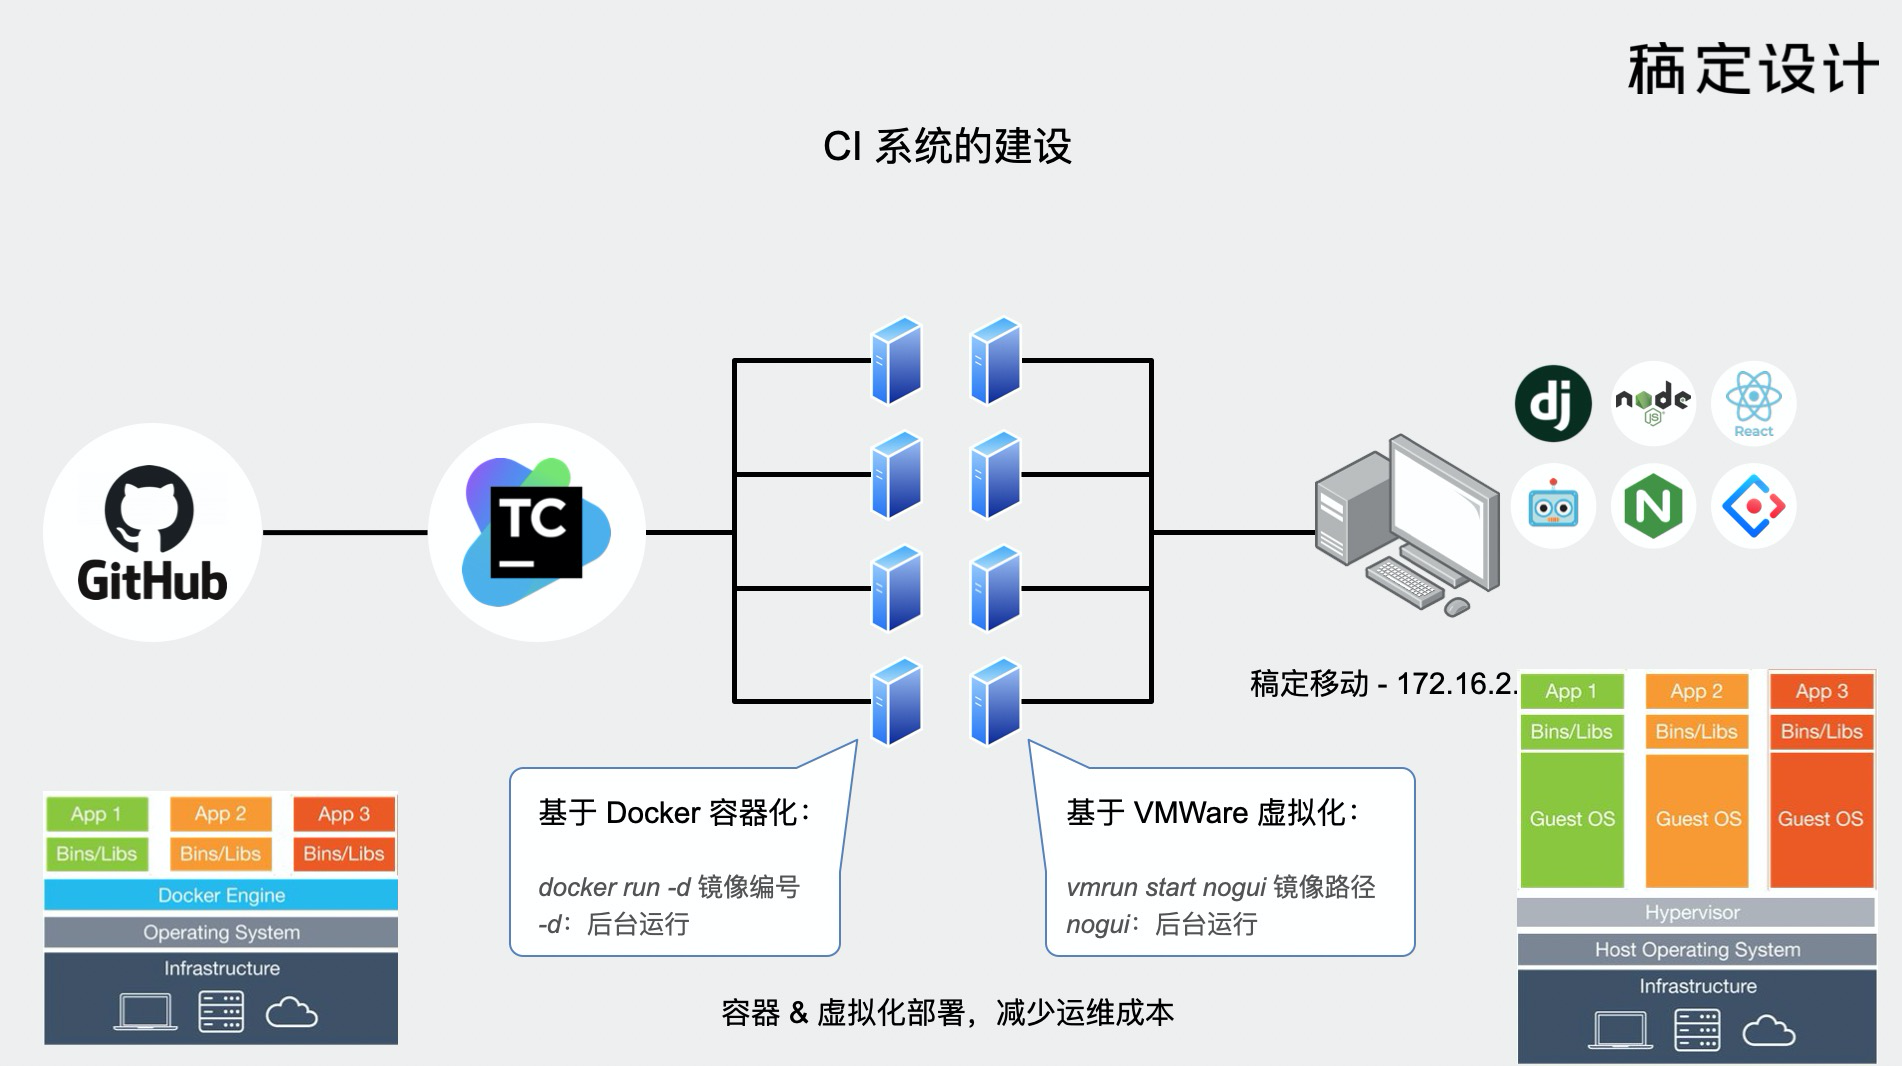 稿定设计
CI 系统的建设
GitHub
TC
dj
node
JS
React
N
稿定移动 - 172.16.2.
App 1
App 2
App 3
Bins/Libs
Bins/Libs
Bins/Libs
Docker Engine
Operating System
Infrastructure
基于 Docker 容器化：
docker run -d 镜像编号
-d：后台运行
基于 VMWare 虚拟化：
vmrun start nogui 镜像路径
nogui：后台运行
App 1
App 2
App 3
Bins/Libs
Bins/Libs
Bins/Libs
Guest OS
Guest OS
Guest OS
Hypervisor
Host Operating System
Infrastructure
容器 & 虚拟化部署，减少运维成本